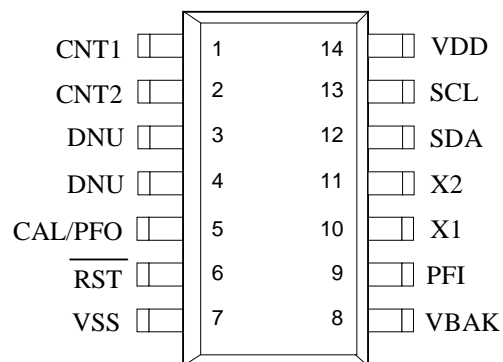 CNT1 1 14 VDD
CNT2 2 13 SCL
DNU 3 12 SDA
DNU 4 11 X2
CAL/PFO 5 10 X1
R̅S̅T̅ 6 9 PFI
VSS 7 8 VBAK